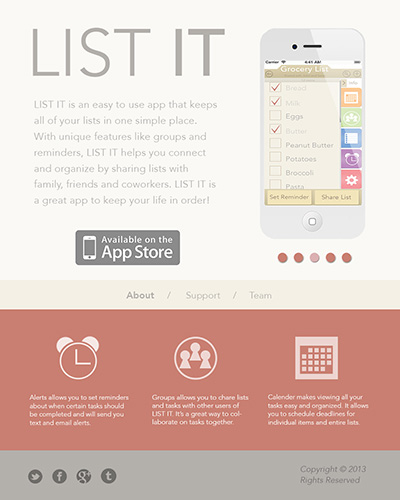 LIST IT
LIST IT is an easy to use app that keeps
all of your lists in one simple place.
With unique features like groups and
reminders, LIST IT helps you connect
and organize by sharing lists with
family, friends and coworkers. LIST IT is
a great app to keep your life in order!
Available on the
App Store
Carrier
4:45 AM
Grocery List
Bread
Milk
Eggs
Butter
Peanut Butter
Potatoes
Broccoli
Pasta
Set Reminder
Share List
About / Support / Team
Alerts allows you to set reminders
about when certain tasks should
be completed and will send you
text and email alerts.
Groups allows you to share lists
and tasks with other users of
LIST IT. It's a great way to col-
laborate on tasks together.
Calender makes viewing all your
tasks easy and organized. It allows
you to schedule deadlines for
individual items and entire lists.
Copyright © 2013
Rights Reserved